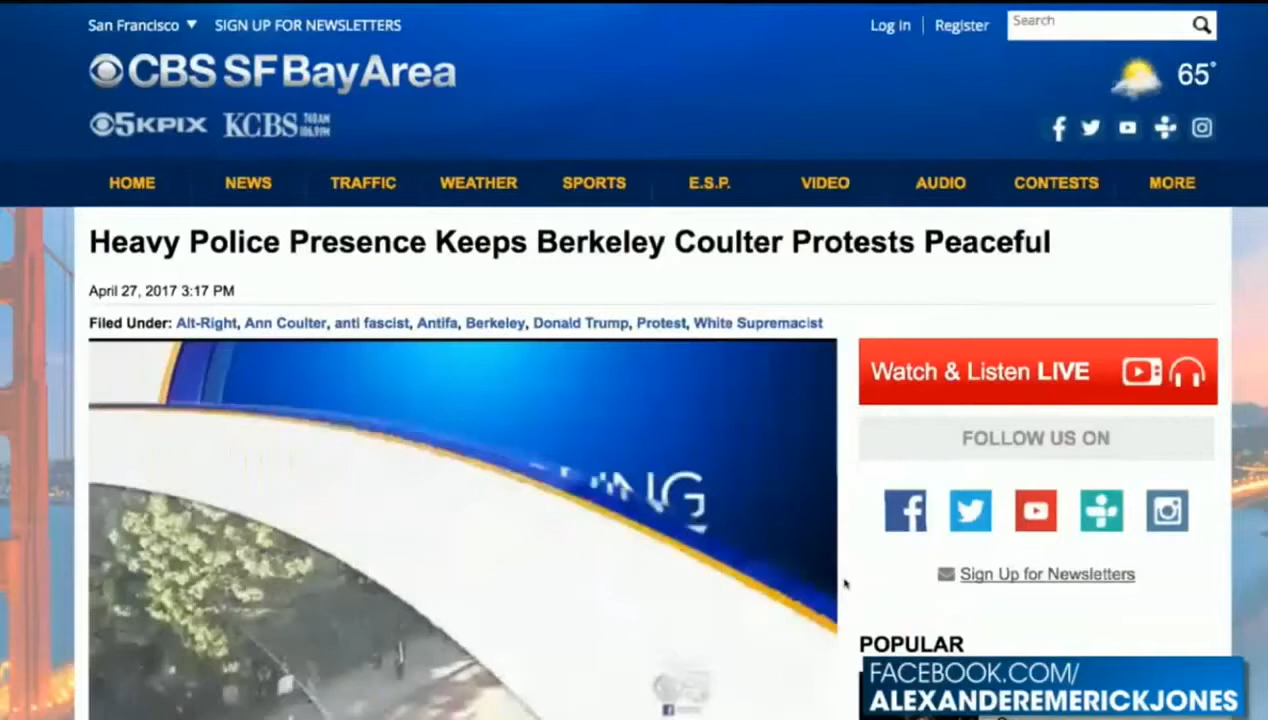 San Francisco SIGN UP FOR NEWSLETTERS Log In Register Search
CBS SF BayArea
65°
5KPIX KCBS 740AM 106.9FM
HOME NEWS TRAFFIC WEATHER SPORTS E.S.P. VIDEO AUDIO CONTESTS MORE
Heavy Police Presence Keeps Berkeley Coulter Protests Peaceful
April 27, 2017 3:17 PM
Filed Under: Alt-Right, Ann Coulter, anti fascist, Antifa, Berkeley, Donald Trump, Protest, White Supremacist
Watch & Listen LIVE
FOLLOW US ON
Sign Up for Newsletters
POPULAR
FACEBOOK.COM/
ALEXANDEREMERICKJONES